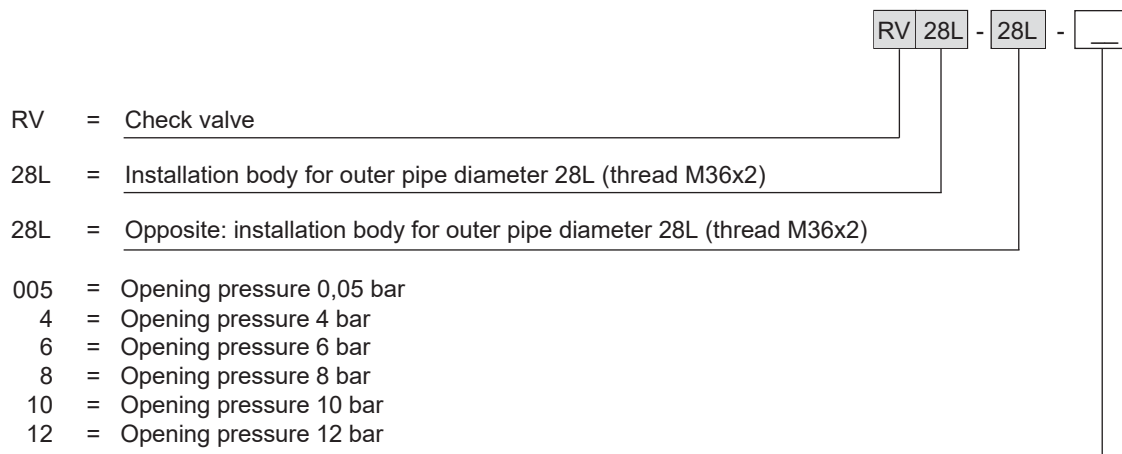 RV 28L - 28L - __
RV = Check valve
28L = Installation body for outer pipe diameter 28L (thread M36x2)
28L = Opposite: installation body for outer pipe diameter 28L (thread M36x2)
005 = Opening pressure 0,05 bar
4 = Opening pressure 4 bar
6 = Opening pressure 6 bar
8 = Opening pressure 8 bar
10 = Opening pressure 10 bar
12 = Opening pressure 12 bar